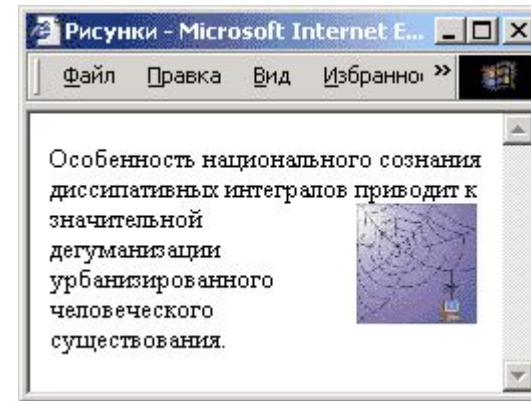 Рисунки - Microsoft Internet E...
Файл Правка Вид Избранно »
Особенность национального сознания
диссипативных интегралов приводит к
значительной
дегуманизации
урбанизированного
человеческого
существования.